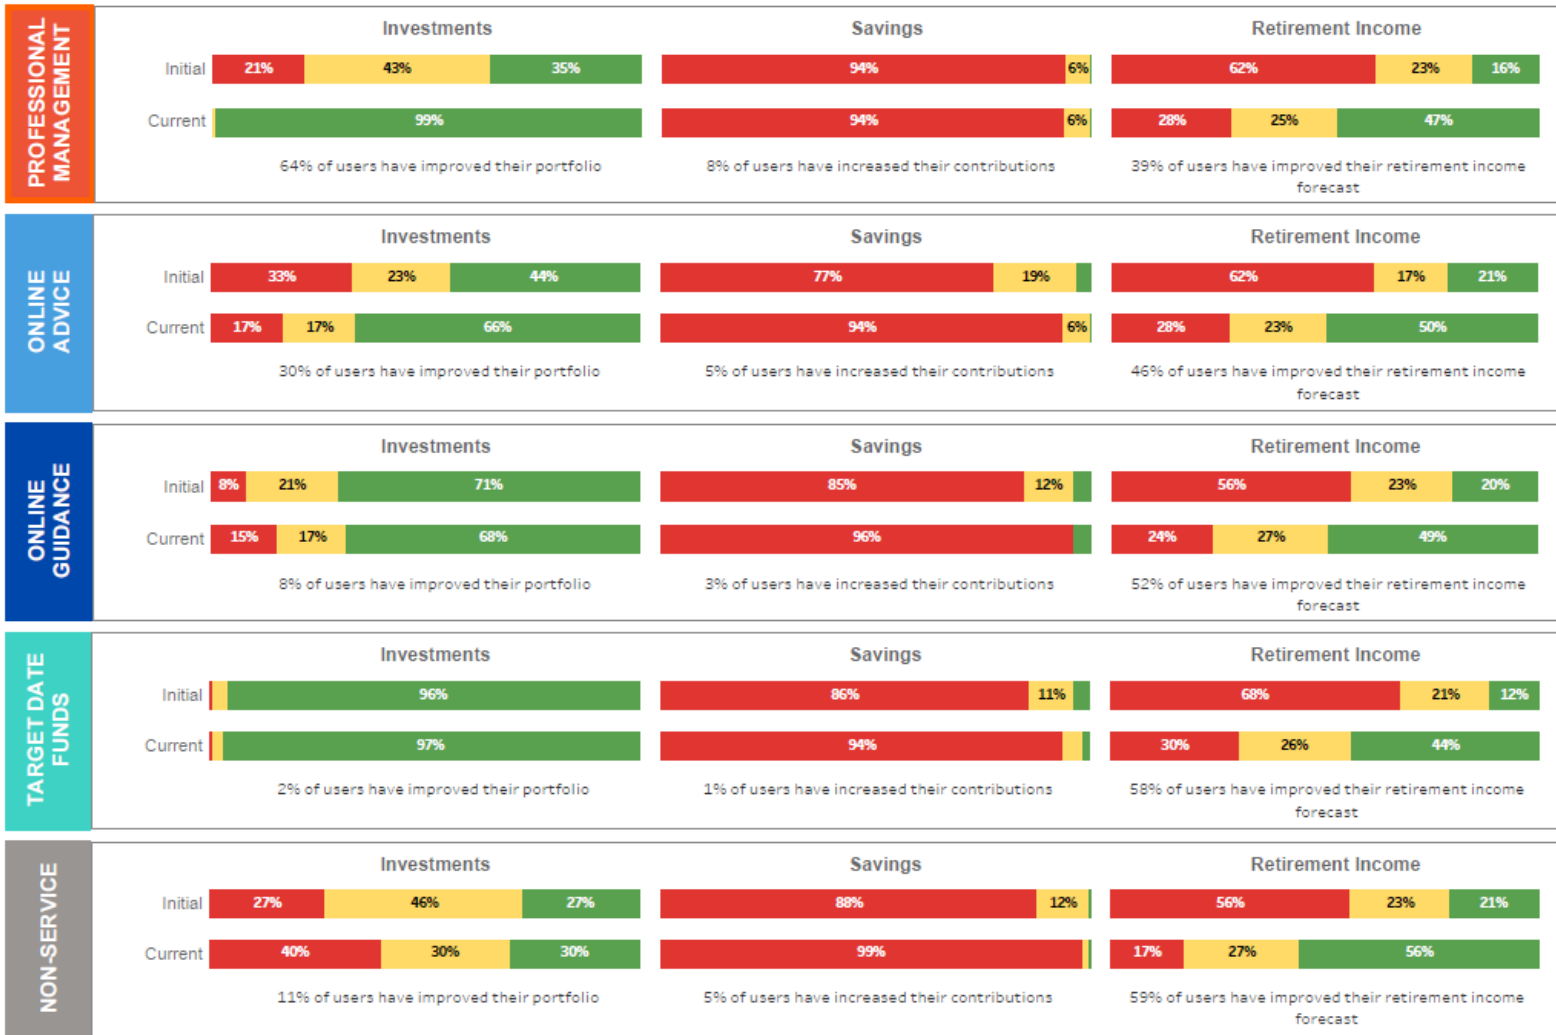 PROFESSIONAL
MANAGEMENT
Investments
Savings
Retirement Income
Initial 21% 43% 35% 94% 6% 62% 23% 16%
Current 99% 94% 6% 28% 25% 47%
64% of users have improved their portfolio
8% of users have increased their contributions
39% of users have improved their retirement income
forecast
ONLINE
ADVICE
Investments
Savings
Retirement Income
Initial 33% 23% 44% 77% 19% 62% 17% 21%
Current 17% 17% 66% 94% 6% 28% 23% 50%
30% of users have improved their portfolio
5% of users have increased their contributions
46% of users have improved their retirement income
forecast
ONLINE
GUIDANCE
Investments
Savings
Retirement Income
Initial 8% 21% 71% 85% 12% 56% 23% 20%
Current 15% 17% 68% 96% 24% 27% 49%
8% of users have improved their portfolio
3% of users have increased their contributions
52% of users have improved their retirement income
forecast
TARGET DATE
FUNDS
Investments
Savings
Retirement Income
Initial 96% 86% 11% 68% 21% 12%
Current 97% 94% 30% 26% 44%
2% of users have improved their portfolio
1% of users have increased their contributions
58% of users have improved their retirement income
forecast
NON-SERVICE
Investments
Savings
Retirement Income
Initial 27% 46% 27% 88% 12% 56% 23% 21%
Current 40% 30% 30% 99% 17% 27% 56%
11% of users have improved their portfolio
5% of users have increased their contributions
59% of users have improved their retirement income
forecast